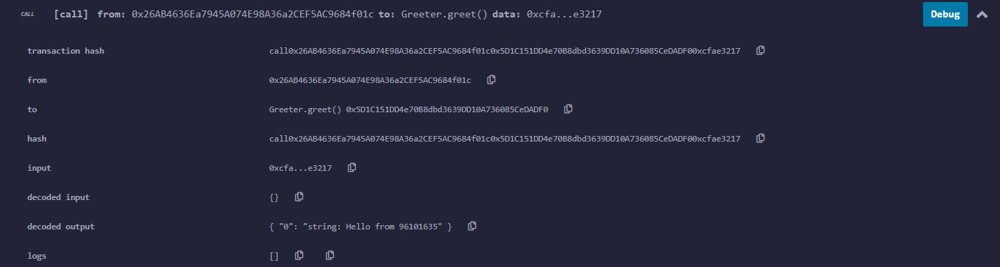 CALL [call] from: 0x26AB4636Ea7945A074E98A36a2CEF5AC9684f01c to: Greeter.greet() data: 0xcfa...e3217 Debug
transaction hash call0x26AB4636Ea7945A074E98A36a2CEF5AC9684f01c0x5D1C151DD4e70B8dbd3639DD10A736085CeDADF00xcfae3217
from 0x26AB4636Ea7945A074E98A36a2CEF5AC9684f01c
to Greeter.greet() 0x5D1C151DD4e70B8dbd3639DD10A736085CeDADF0
hash call0x26AB4636Ea7945A074E98A36a2CEF5AC9684f01c0x5D1C151DD4e70B8dbd3639DD10A736085CeDADF00xcfae3217
input 0xcfa...e3217
decoded input {}
decoded output { "0": "string: Hello from 96101635" }
logs []